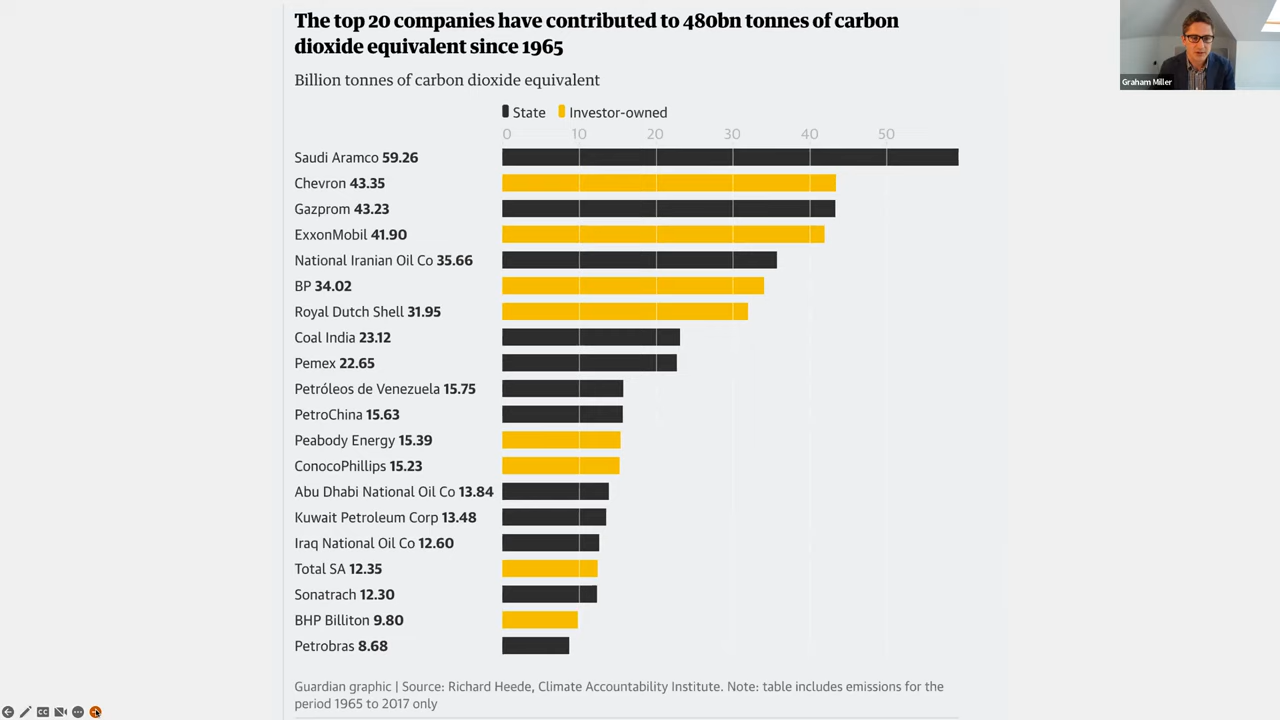 The top 20 companies have contributed to 480bn tonnes of carbon
dioxide equivalent since 1965
Billion tonnes of carbon dioxide equivalent
State Investor-owned
0 10 20 30 40 50
Saudi Aramco 59.26
Chevron 43.35
Gazprom 43.23
ExxonMobil 41.90
National Iranian Oil Co 35.66
BP 34.02
Royal Dutch Shell 31.95
Coal India 23.12
Pemex 22.65
Petróleos de Venezuela 15.75
PetroChina 15.63
Peabody Energy 15.39
ConocoPhillips 15.23
Abu Dhabi National Oil Co 13.84
Kuwait Petroleum Corp 13.48
Iraq National Oil Co 12.60
Total SA 12.35
Sonatrach 12.30
BHP Billiton 9.80
Petrobras 8.68
Guardian graphic | Source: Richard Heede, Climate Accountability Institute. Note: table includes emissions for the
period 1965 to 2017 only
Graham Miller
CC